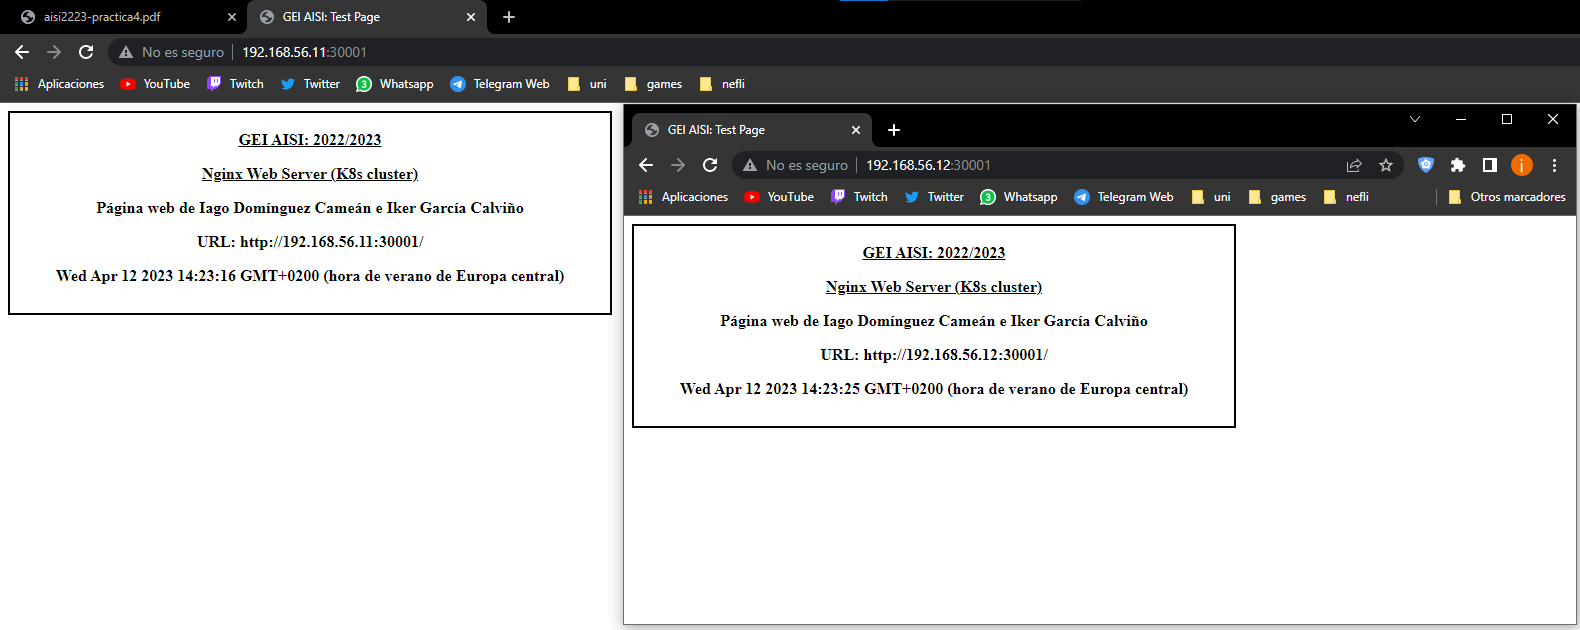 aisi2223-practica4.pdf
GEI AISI: Test Page
No es seguro
192.168.56.11:30001
Aplicaciones
YouTube
Twitch
Twitter
3
Whatsapp
Telegram Web
uni
games
nefli
GEI AISI: 2022/2023
Nginx Web Server (K8s cluster)
Página web de Iago Domínguez Cameán e Iker García Calviño
URL: http://192.168.56.11:30001/
Wed Apr 12 2023 14:23:16 GMT+0200 (hora de verano de Europa central)
GEI AISI: Test Page
No es seguro
192.168.56.12:30001
i
Aplicaciones
YouTube
Twitch
Twitter
3
Whatsapp
Telegram Web
uni
games
nefli
Otros marcadores
GEI AISI: 2022/2023
Nginx Web Server (K8s cluster)
Página web de Iago Domínguez Cameán e Iker García Calviño
URL: http://192.168.56.12:30001/
Wed Apr 12 2023 14:23:25 GMT+0200 (hora de verano de Europa central)